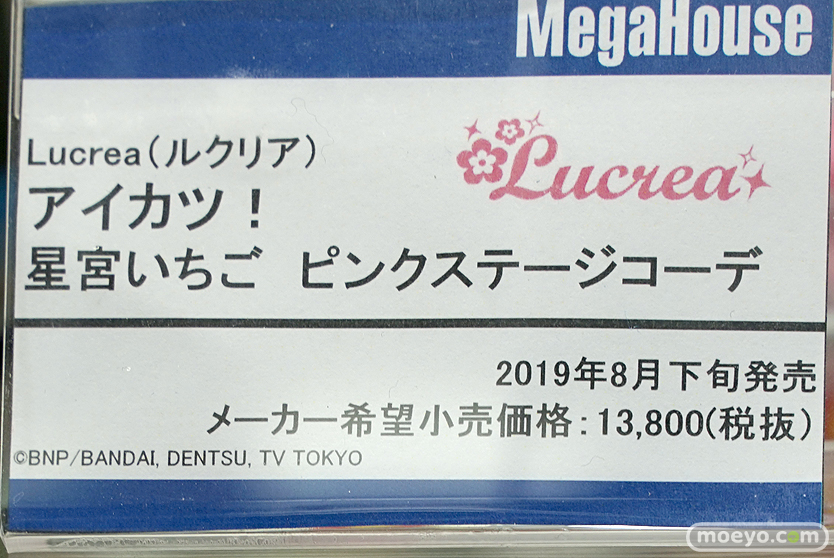 MegaHouse
Lucrea(ルクリア)
Lucrea
アイカツ！
星宮いちご ピンクステージコーデ
2019年8月下旬発売
メーカー希望小売価格：13,800(税抜)
©BNP/BANDAI, DENTSU, TV TOKYO
moeyo.com